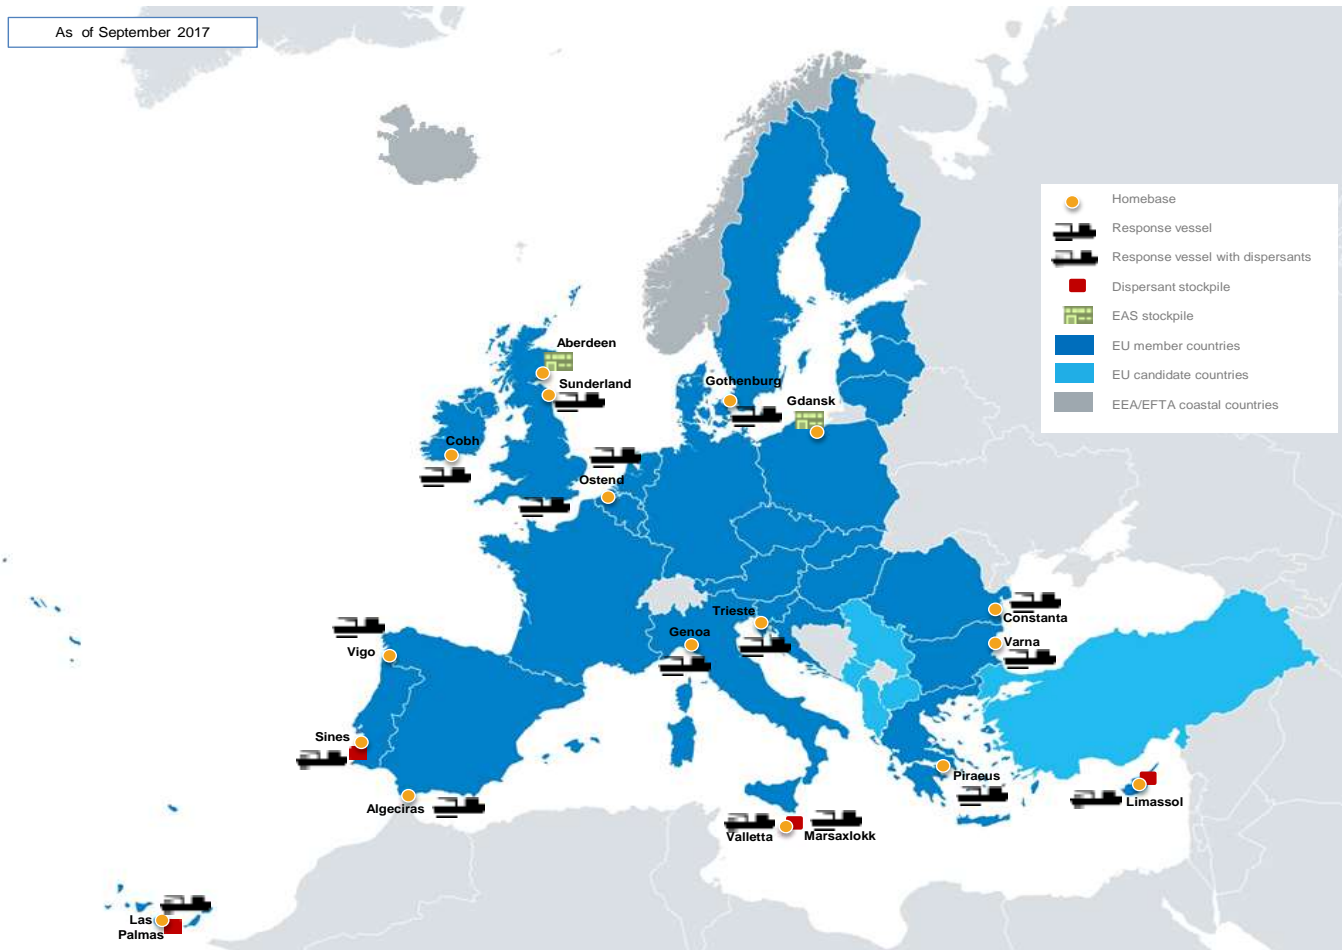 As of September 2017
Homebase
Response vessel
Response vessel with dispersants
Dispersant stockpile
EAS stockpile
EU member countries
EU candidate countries
EEA/EFTA coastal countries
Aberdeen
Sunderland
Gothenburg
Gdansk
Cobh
Ostend
Trieste
Constanta
Genoa
Varna
Vigo
Sines
Piraeus
Limassol
Algeciras
Valletta
Marsaxlokk
Las
Palmas